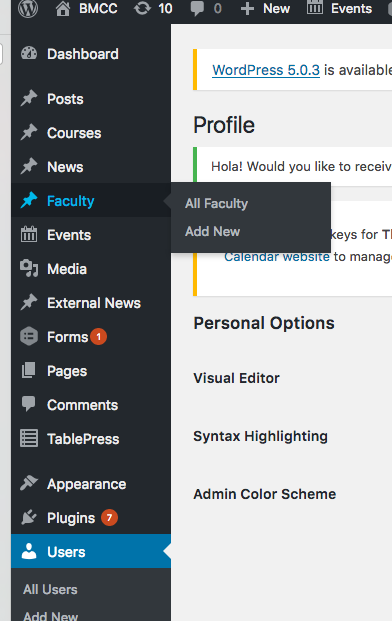 BMCC 10 0 New Events
Dashboard
Posts
Courses
News
Faculty
All Faculty
Add New
Events
Media
External News
Forms 1
Pages
Comments
TablePress
Appearance
Plugins 7
Users
All Users
Add New
WordPress 5.0.3 is available
Profile
Hola! Would you like to receiv
keys for Th
Calendar website to manag
Personal Options
Visual Editor
Syntax Highlighting
Admin Color Scheme